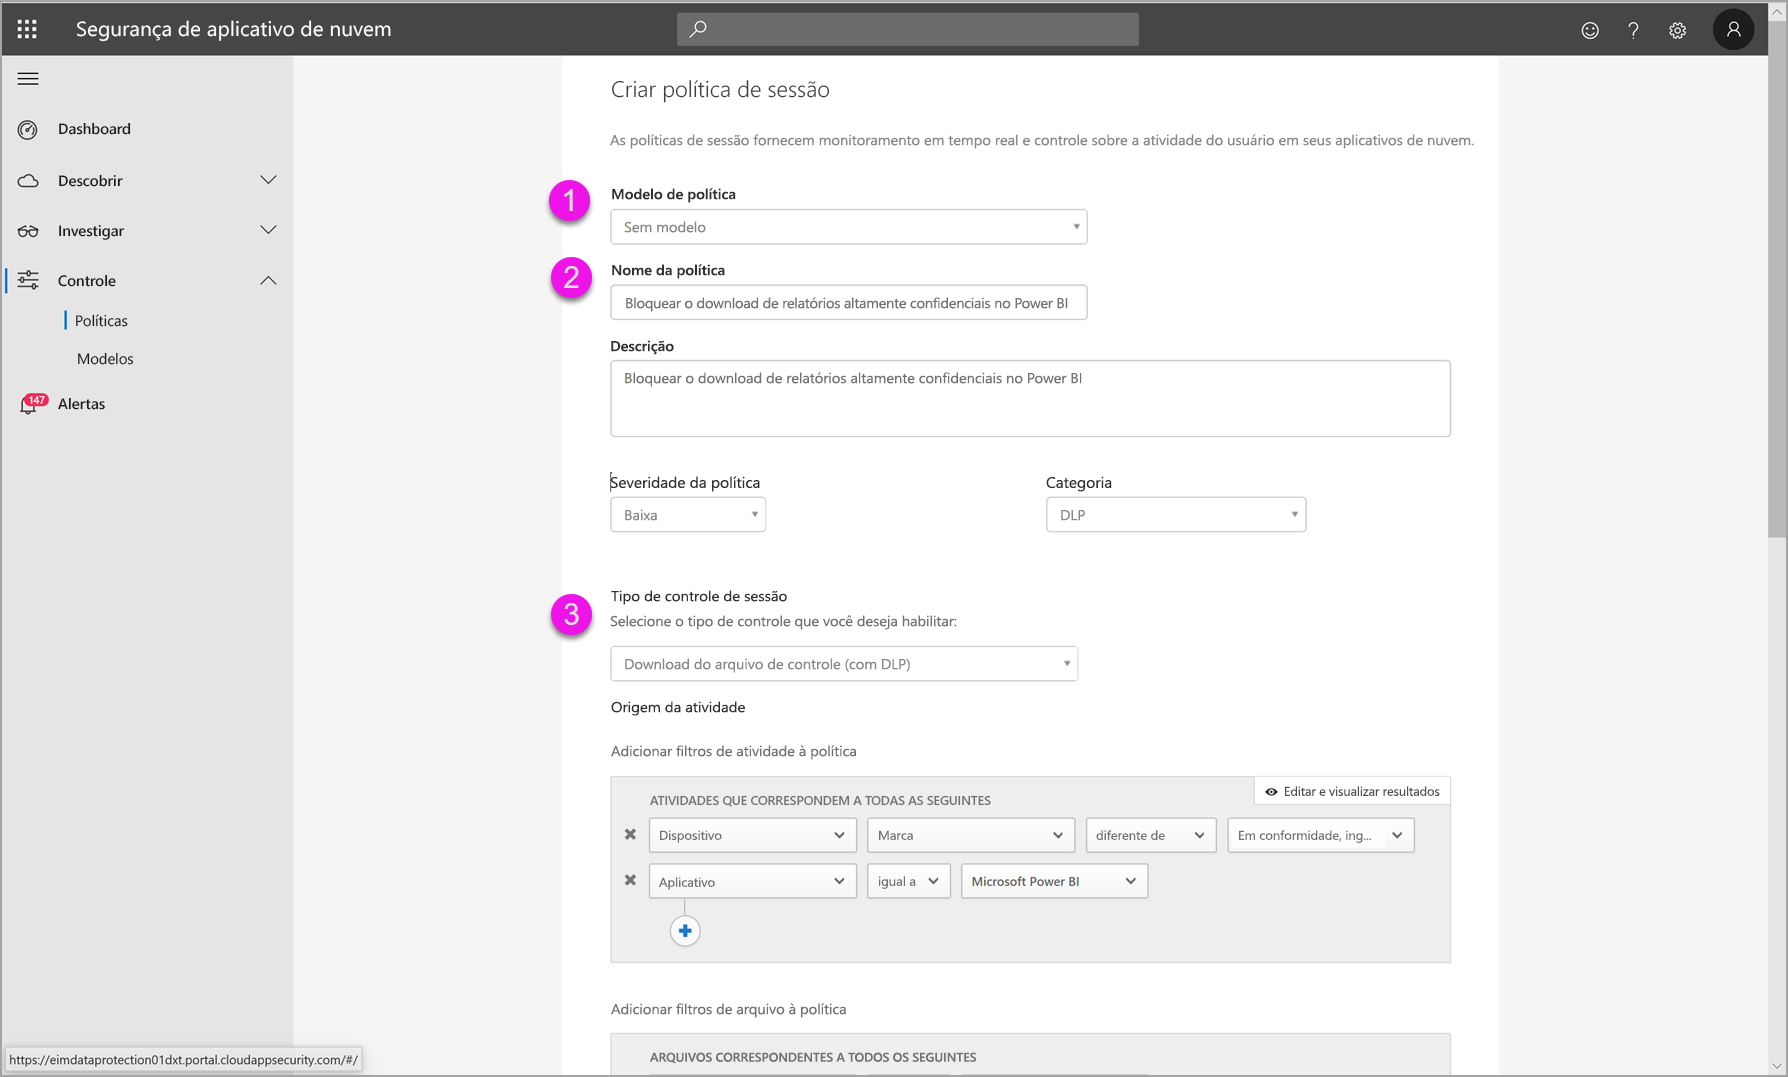 Segurança de aplicativo de nuvem
Dashboard
Descobrir
Investigar
Controle
Políticas
Modelos
147
Alertas
Criar política de sessão
As políticas de sessão fornecem monitoramento em tempo real e controle sobre a atividade do usuário em seus aplicativos de nuvem.
1
Modelo de política
Sem modelo
2
Nome da política
Bloquear o download de relatórios altamente confidenciais no Power BI
Descrição
Bloquear o download de relatórios altamente confidenciais no Power BI
Severidade da política
Baixa
Categoria
DLP
3
Tipo de controle de sessão
Selecione o tipo de controle que você deseja habilitar:
Download do arquivo de controle (com DLP)
Origem da atividade
Adicionar filtros de atividade à política
Editar e visualizar resultados
ATIVIDADES QUE CORRESPONDEM A TODAS AS SEGUINTES
Dispositivo Marca diferente de Em conformidade, ing...
Aplicativo igual a Microsoft Power BI
Adicionar filtros de arquivo à política
ARQUIVOS CORRESPONDENTES A TODOS OS SEGUINTES
https://eimdataprotection01dxt.portal.cloudappsecurity.com/#/